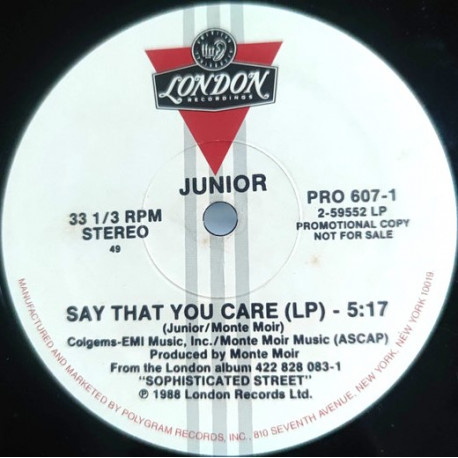 LONDON
RECORDINGS
JUNIOR
33 1/3 RPM
STEREO
49
PRO 607-1
2-59552 LP
PROMOTIONAL COPY
NOT FOR SALE
SAY THAT YOU CARE (LP) - 5:17
(Junior/Monte Moir)
Colgems-EMI Music, Inc./Monte Moir Music (ASCAP)
Produced by Monte Moir
From the London album 422 828 083-1
"SOPHISTICATED STREET"
℗ 1988 London Records Ltd.
MANUFACTURED AND MARKETED BY POLYGRAM RECORDS, INC., 810 SEVENTH AVENUE, NEW YORK, NEW YORK 10019